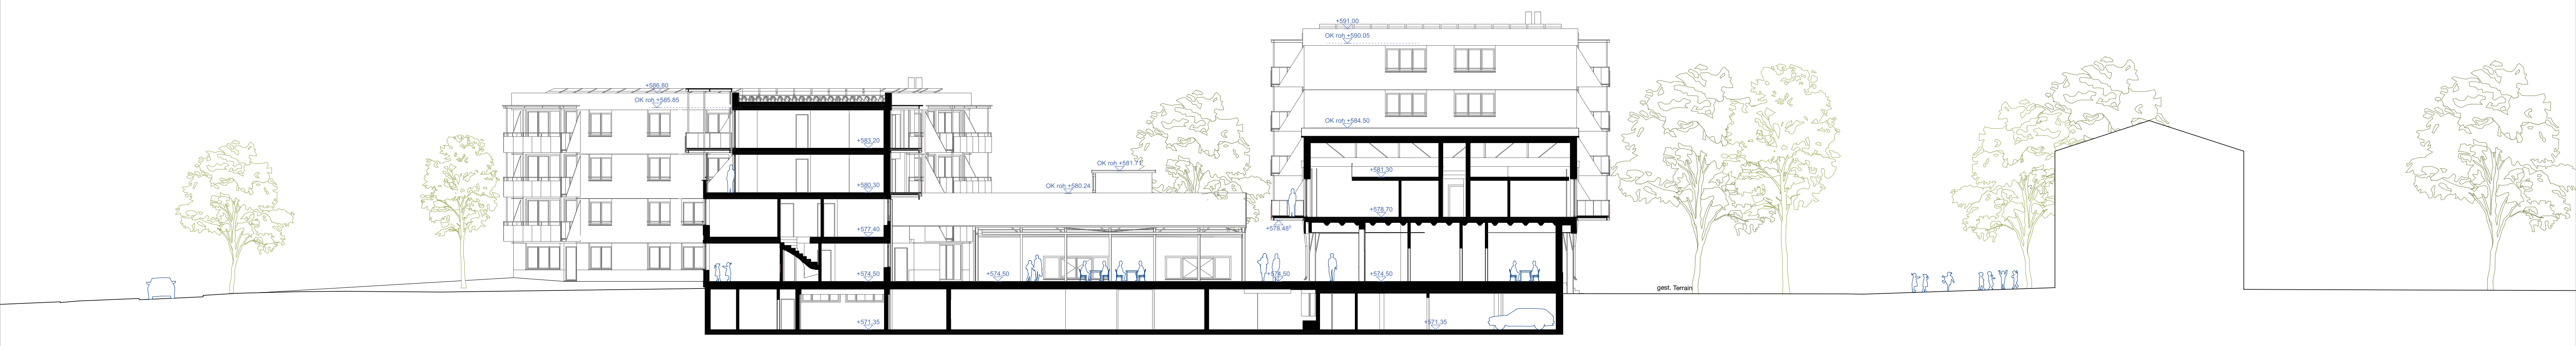 +591.00
OK roh +590.05
+586.80
OK roh +585.85
OK roh +584.50
+583.20
OK roh +581.71
+581.30
+580.30
OK roh +580.24
+578.70
+577.40
+578.48⁵
+574.50
+574.50
+574.50
+574.50
gest. Terrain
+571.35
+571.35